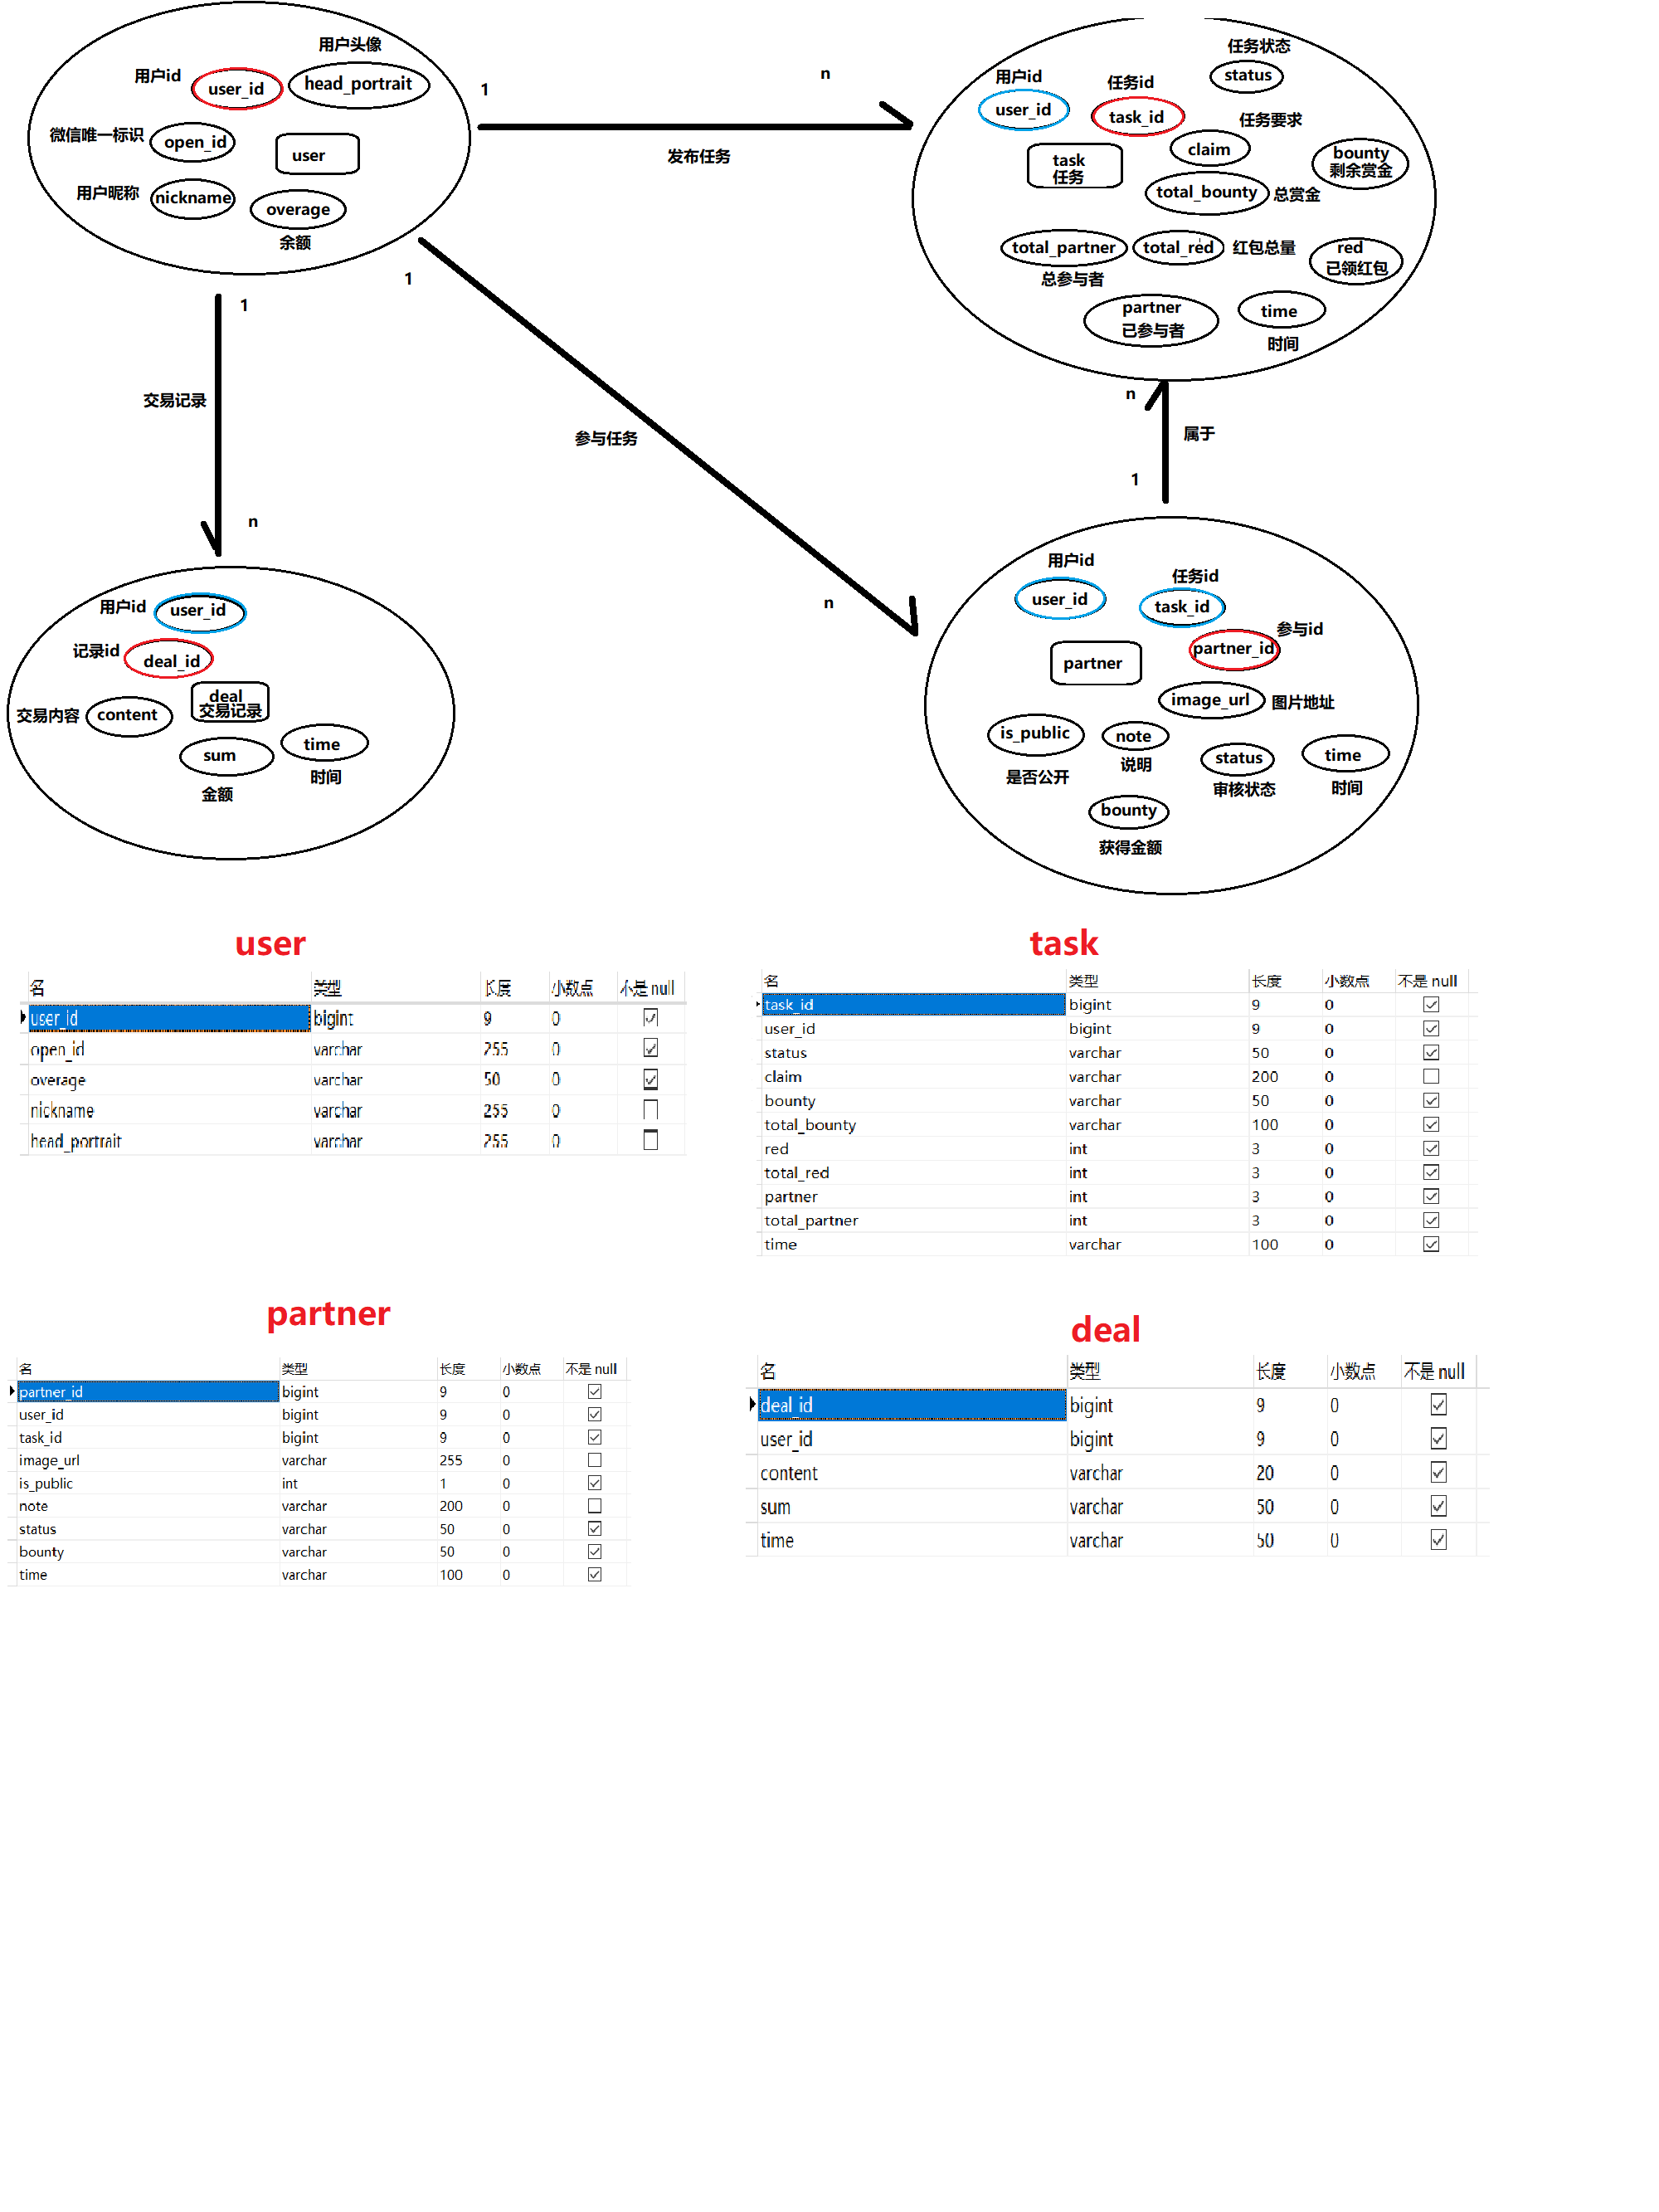 用户头像
用户id
user_id
head_portrait
微信唯一标识
open_id
user
用户昵称
nickname
overage
余额
1
n
发布任务
任务状态
status
用户id
任务id
user_id
task_id
任务要求
claim
bounty
剩余赏金
task
任务
total_bounty
总赏金
total_partner
total_red
红包总量
red
已领红包
总参与者
partner
已参与者
time
时间
1
交易记录
n
1
参与任务
n
n
属于
1
用户id
user_id
记录id
deal_id
deal
交易记录
交易内容
content
sum
金额
time
时间
用户id
user_id
任务id
task_id
参与id
partner_id
partner
image_url
图片地址
is_public
是否公开
note
说明
status
审核状态
time
时间
bounty
获得金额
user
名 类型 长度 小数点 不是 null
user_id bigint 9 0
open_id varchar 255 0
overage varchar 50 0
nickname varchar 255 0
head_portrait varchar 255 0
task
名 类型 长度 小数点 不是 null
task_id bigint 9 0
user_id bigint 9 0
status varchar 50 0
claim varchar 200 0
bounty varchar 50 0
total_bounty varchar 100 0
red int 3 0
total_red int 3 0
partner int 3 0
total_partner int 3 0
time varchar 100 0
partner
名 类型 长度 小数点 不是 null
partner_id bigint 9 0
user_id bigint 9 0
task_id bigint 9 0
image_url varchar 255 0
is_public int 1 0
note varchar 200 0
status varchar 50 0
bounty varchar 50 0
time varchar 100 0
deal
名 类型 长度 小数点 不是 null
deal_id bigint 9 0
user_id bigint 9 0
content varchar 20 0
sum varchar 50 0
time varchar 50 0